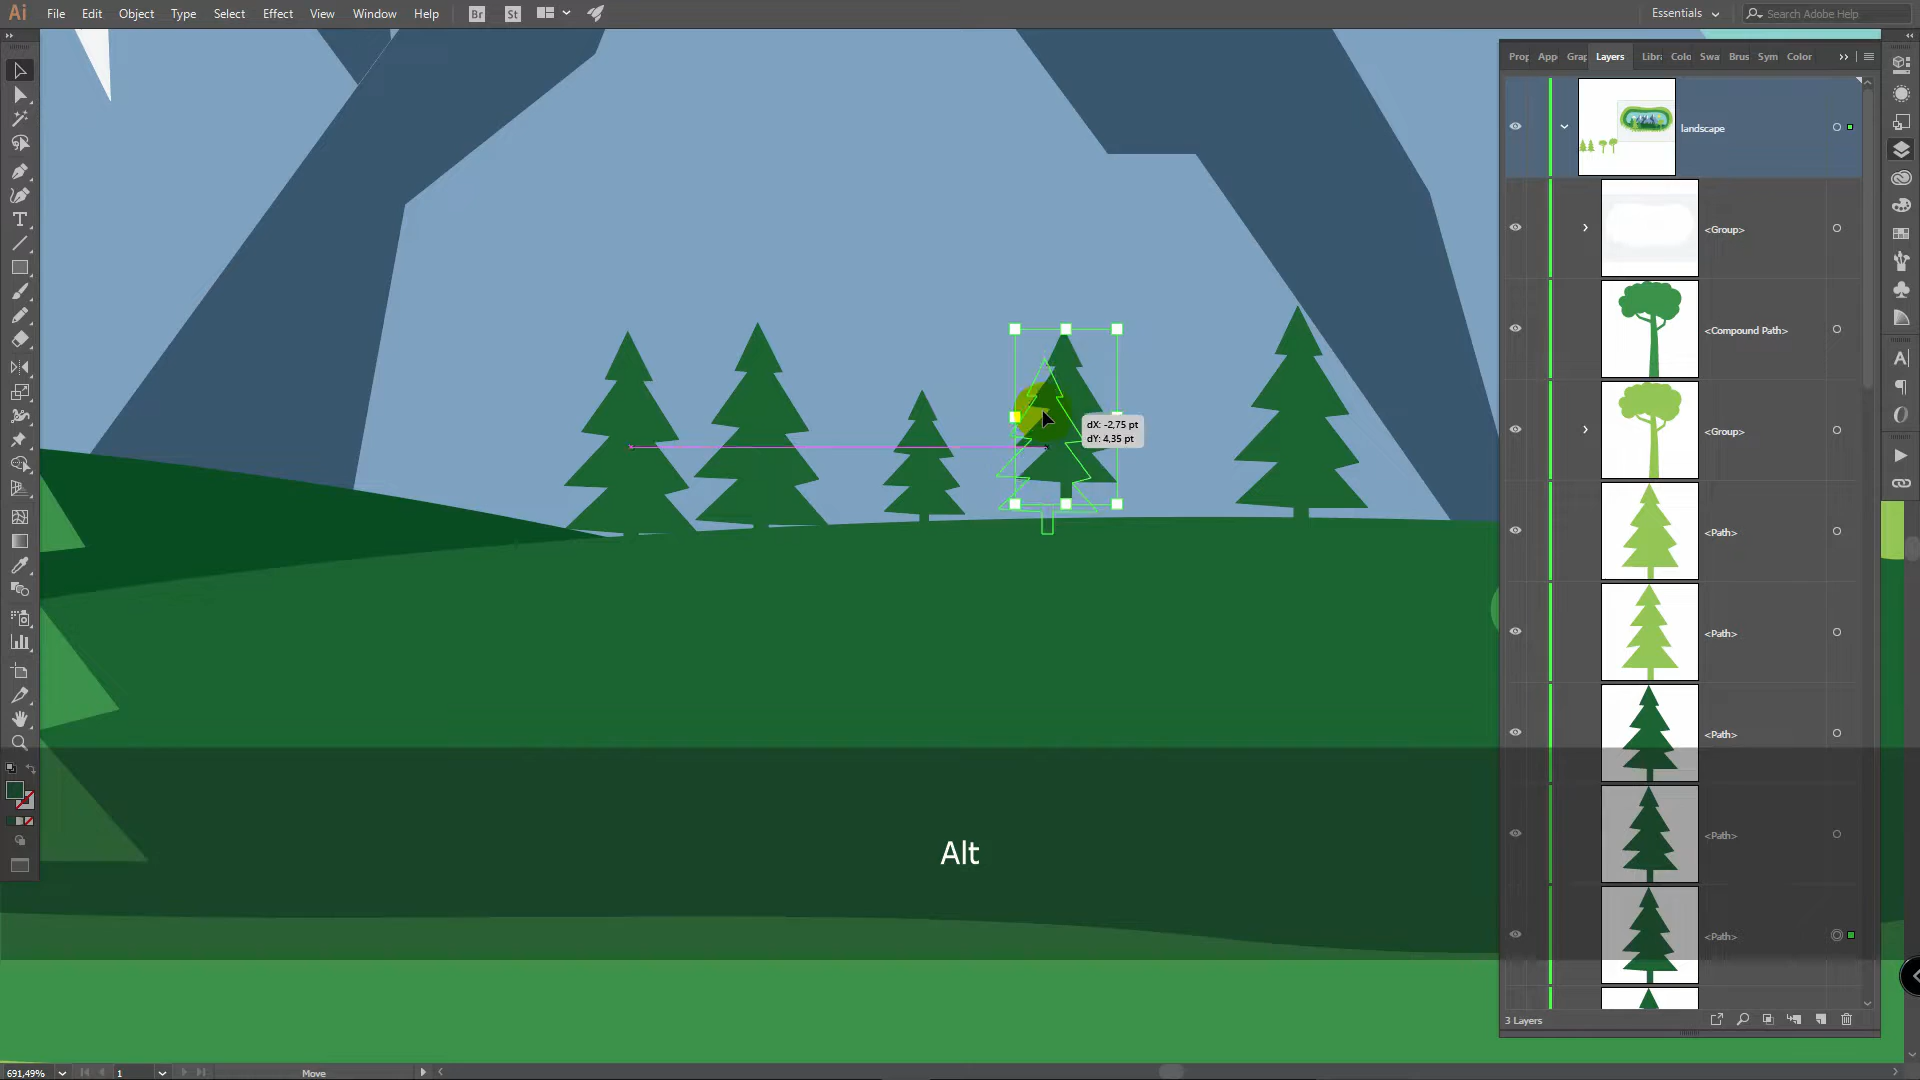 Ai File Edit Object Type Select Effect View Window Help Br St Essentials Search Adobe Help
Prop App Grap Layers Libra Colo Swa Brus Sym Color
landscape
<Group>
<Compound Path>
<Group>
<Path>
<Path>
<Path>
<Path>
<Path>
dX: -2,75 pt
dY: 4,35 pt
Alt
3 Layers
691,49% 1 Move